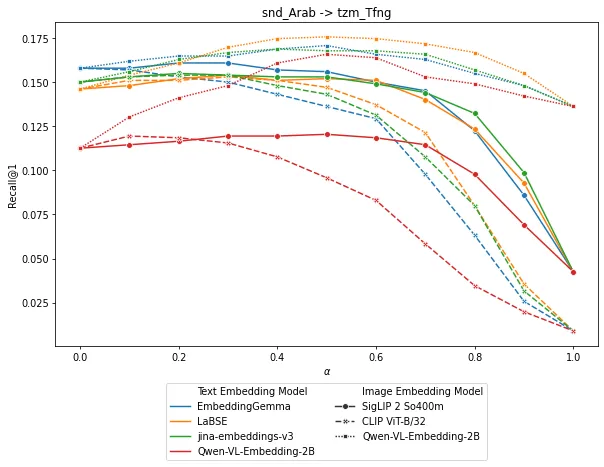 snd_Arab -> tzm_Tfng
Recall@1
0.175
0.150
0.125
0.100
0.075
0.050
0.025
0.0 0.2 0.4 0.6 0.8 1.0
α
Text Embedding Model Image Embedding Model
EmbeddingGemma SigLIP 2 So400m
LaBSE CLIP ViT-B/32
jina-embeddings-v3 Qwen-VL-Embedding-2B
Qwen-VL-Embedding-2B